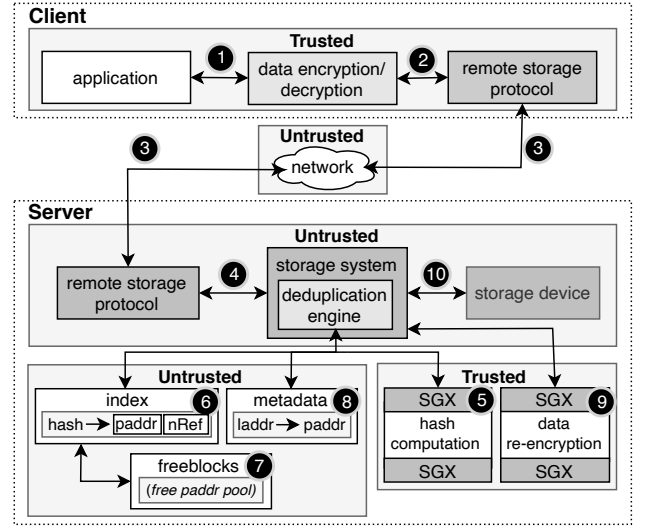 Client
Trusted
1
2
application
data encryption/
decryption
remote storage
protocol
3
Untrusted
network
3
Server
Untrusted
remote storage
protocol
4
storage system
deduplication
engine
10
storage device
Untrusted
index
6
hash
paddr
nRef
metadata
8
laddr
paddr
freeblocks
7
(free paddr pool)
Trusted
SGX
5
hash
computation
SGX
SGX
9
data
re-encryption
SGX